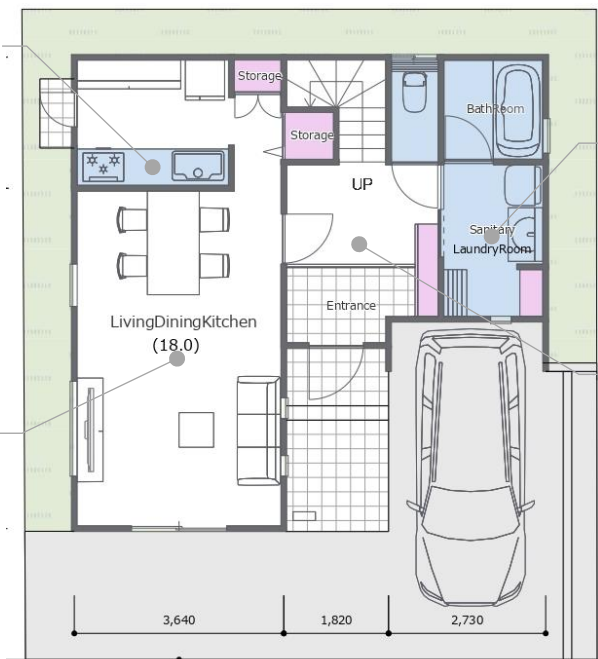 Storage
BathRoom
Storage
UP
Sanitary
LaundryRoom
Entrance
LivingDiningKitchen
(18.0)
3,640
1,820
2,730